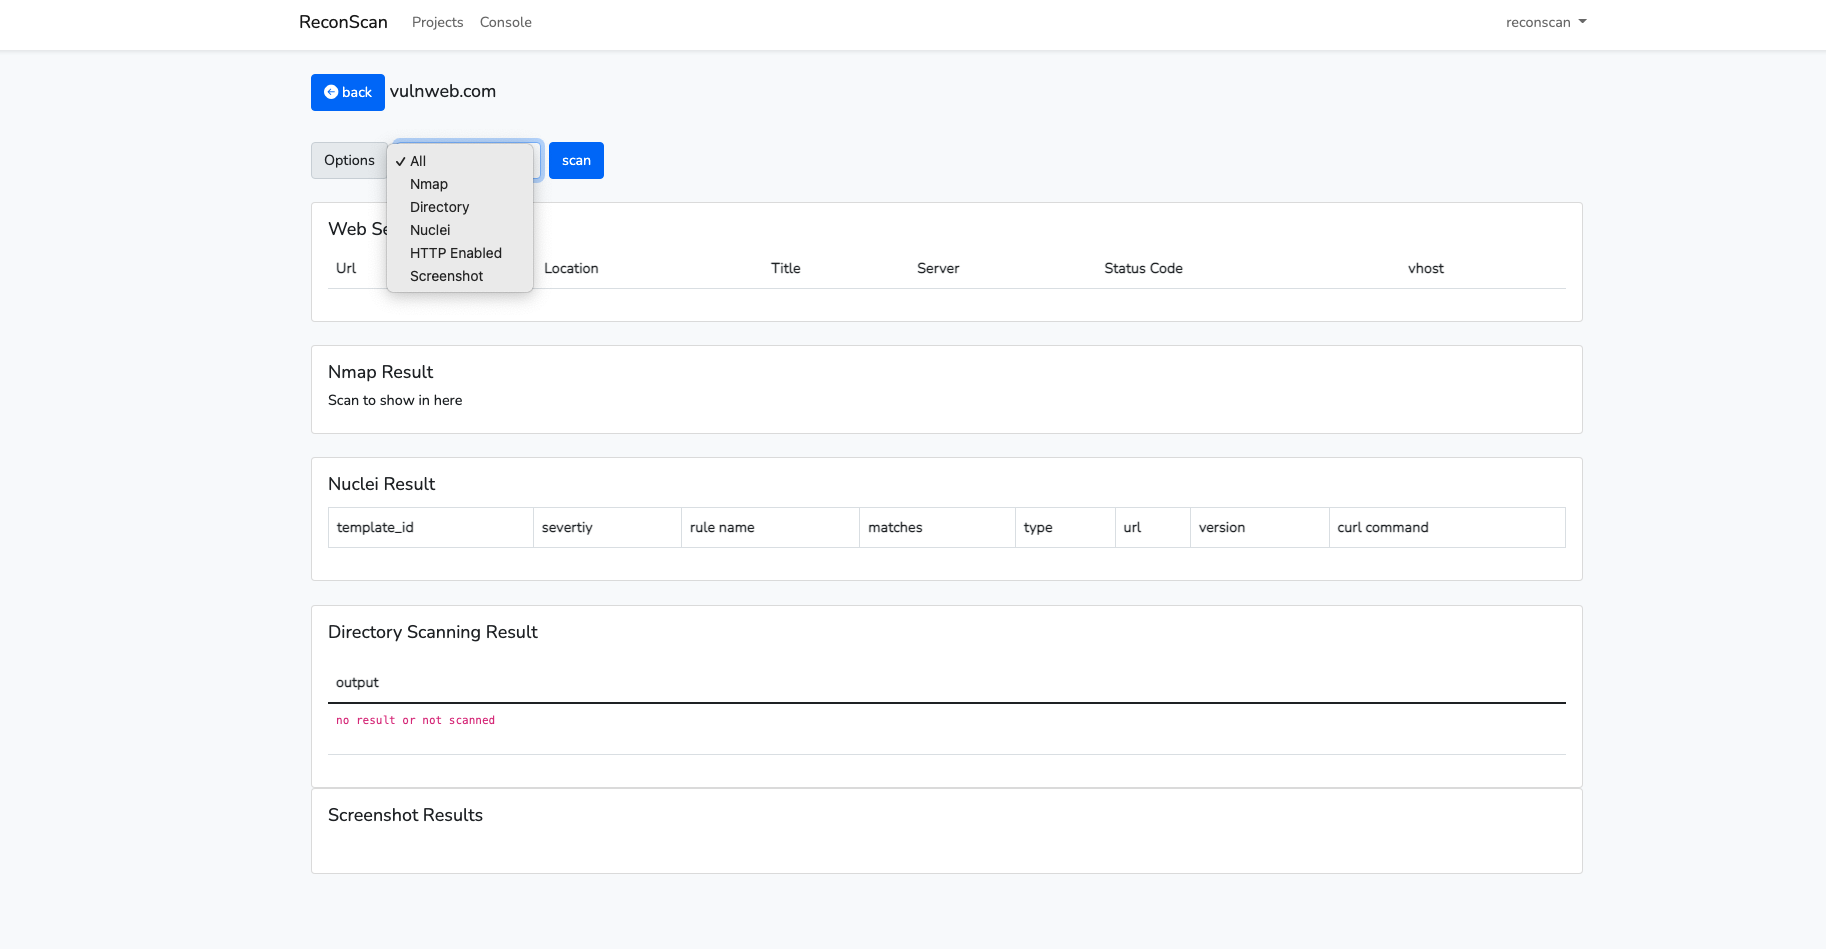 ReconScan Projects Console reconscan
back vulnweb.com
Options scan
All
Nmap
Directory
Nuclei
HTTP Enabled
Screenshot
Web Se
Url Location Title Server Status Code vhost
Nmap Result
Scan to show in here
Nuclei Result
template_id severtiy rule name matches type url version curl command
Directory Scanning Result
output
no result or not scanned
Screenshot Results